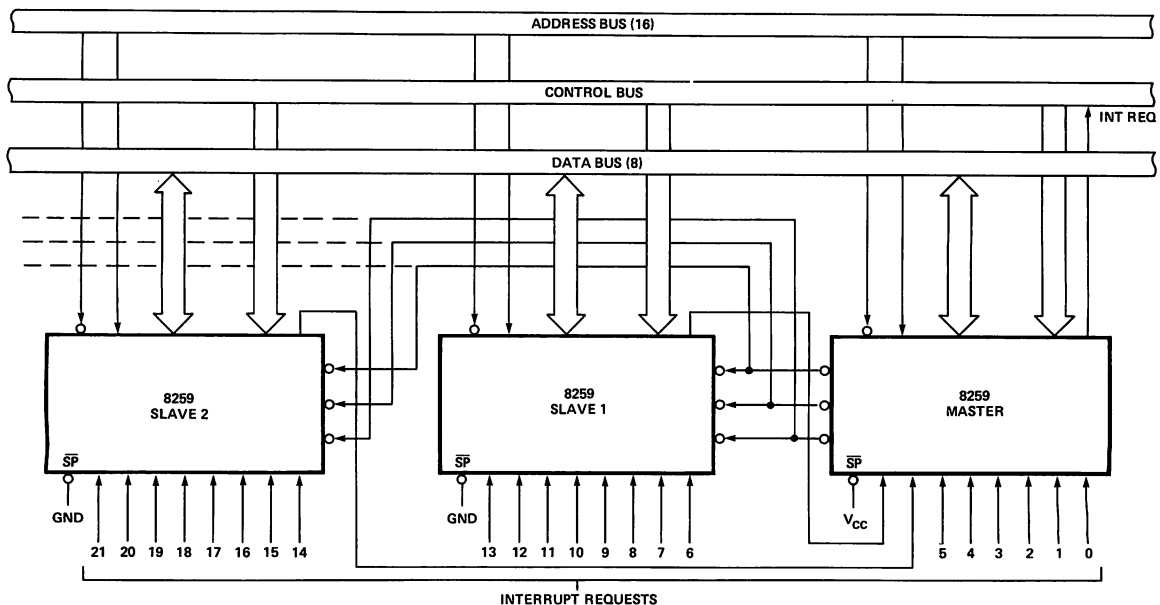 ADDRESS BUS (16)
CONTROL BUS
INT REQ
DATA BUS (8)
8259
SLAVE 2
8259
SLAVE 1
8259
MASTER
SP
SP
SP
GND
GND
VCC
21 20 19 18 17 16 15 14
13 12 11 10 9 8 7 6
5 4 3 2 1 0
INTERRUPT REQUESTS